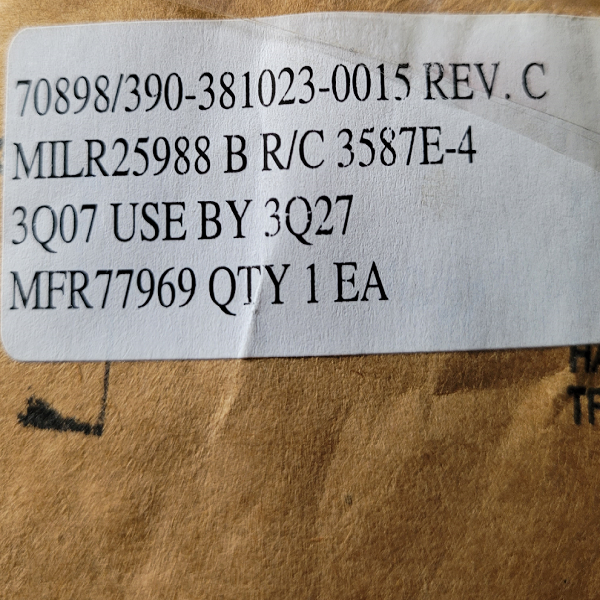 70898/390-381023-0015 REV. C
MILR25988 B R/C 3587E-4
3Q07 USE BY 3Q27
MFR77969 QTY 1 EA